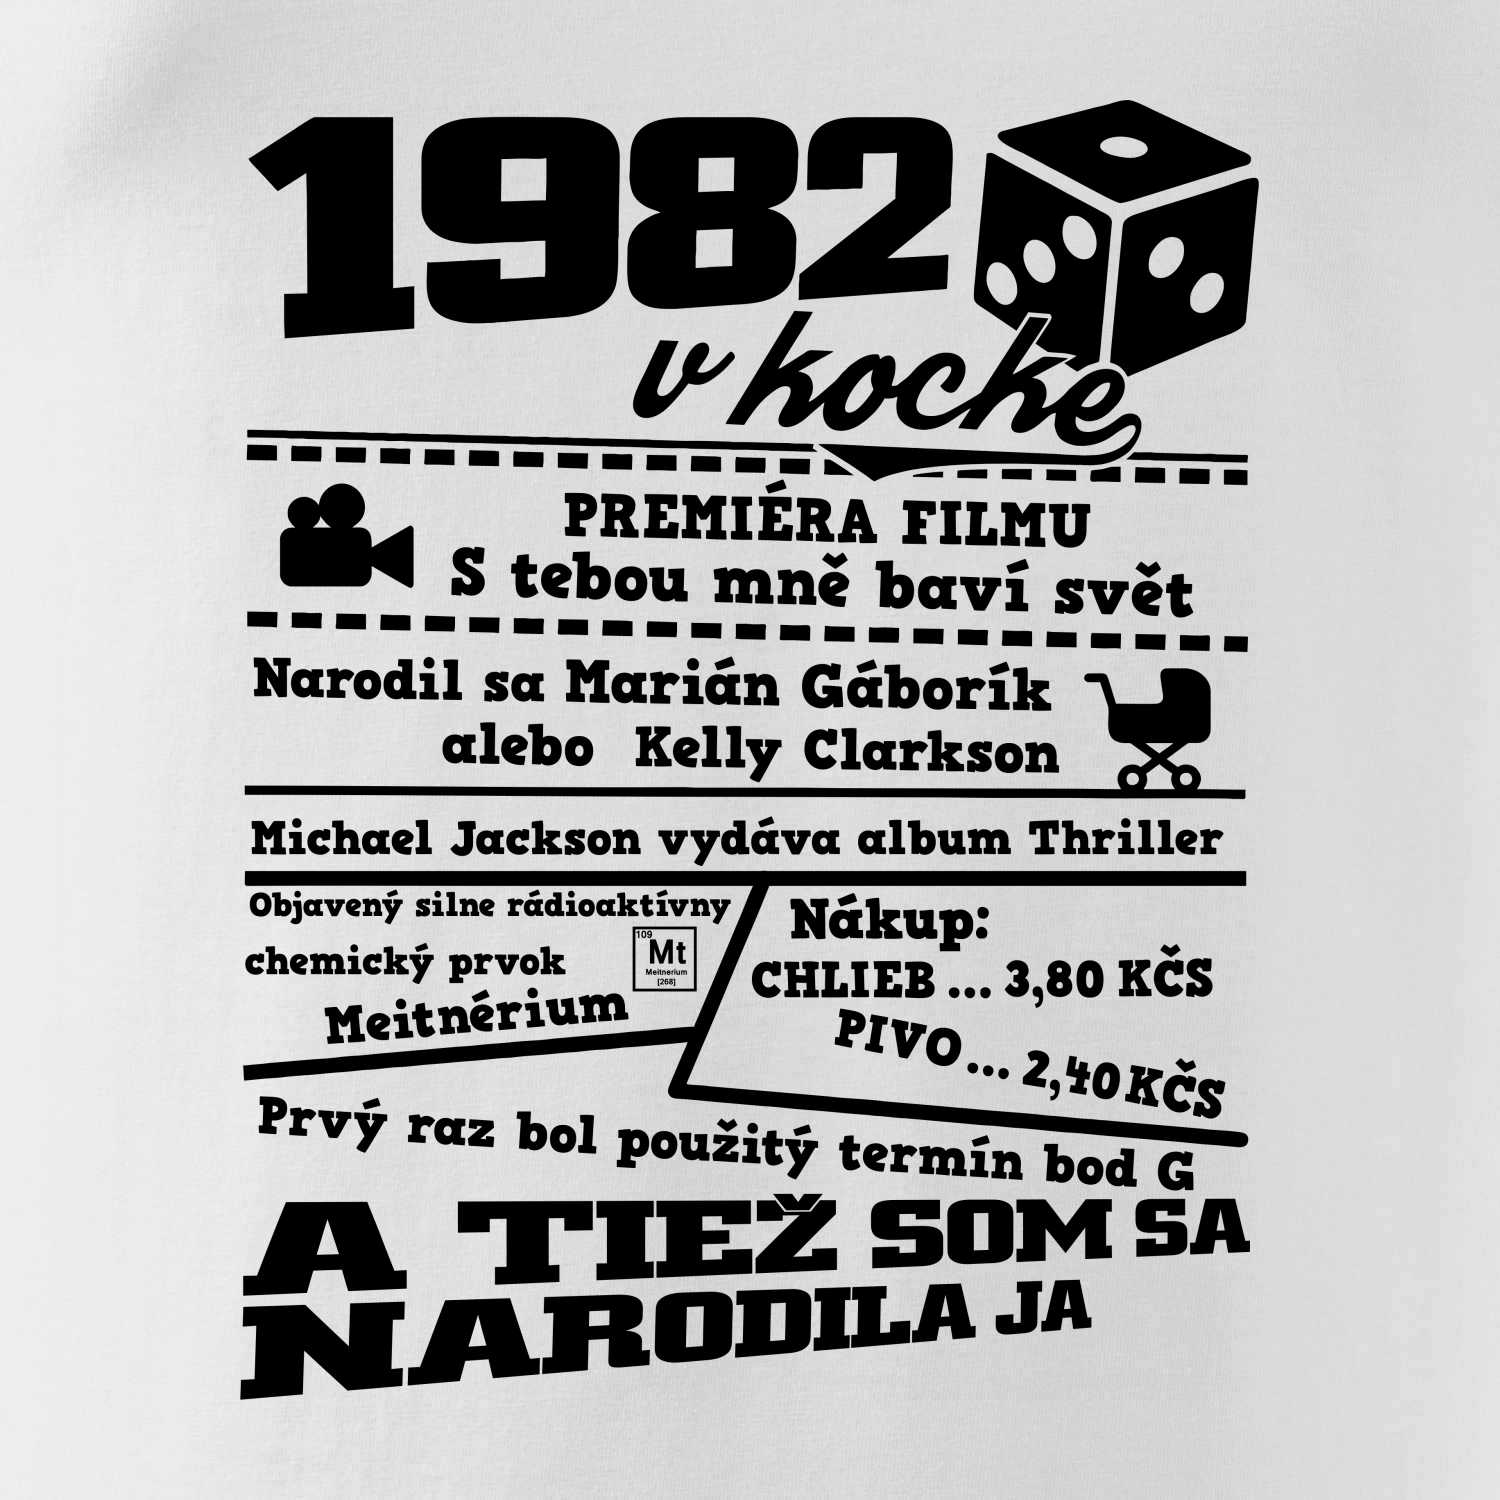 1982
v kocke
PREMIÉRA FILMU
S tebou mně baví svět
Narodil sa Marián Gáborík
alebo Kelly Clarkson
Michael Jackson vydáva album Thriller
Objavený silne rádioaktívny
chemický prvok
109
Mt
Meitnerium
[268]
Meitnérium
Nákup:
CHLIEB ... 3,80 KČS
PIVO... 2,40KČS
Prvý raz bol použitý termín bod G
A TIEŽ SOM SA
NARODILA JA